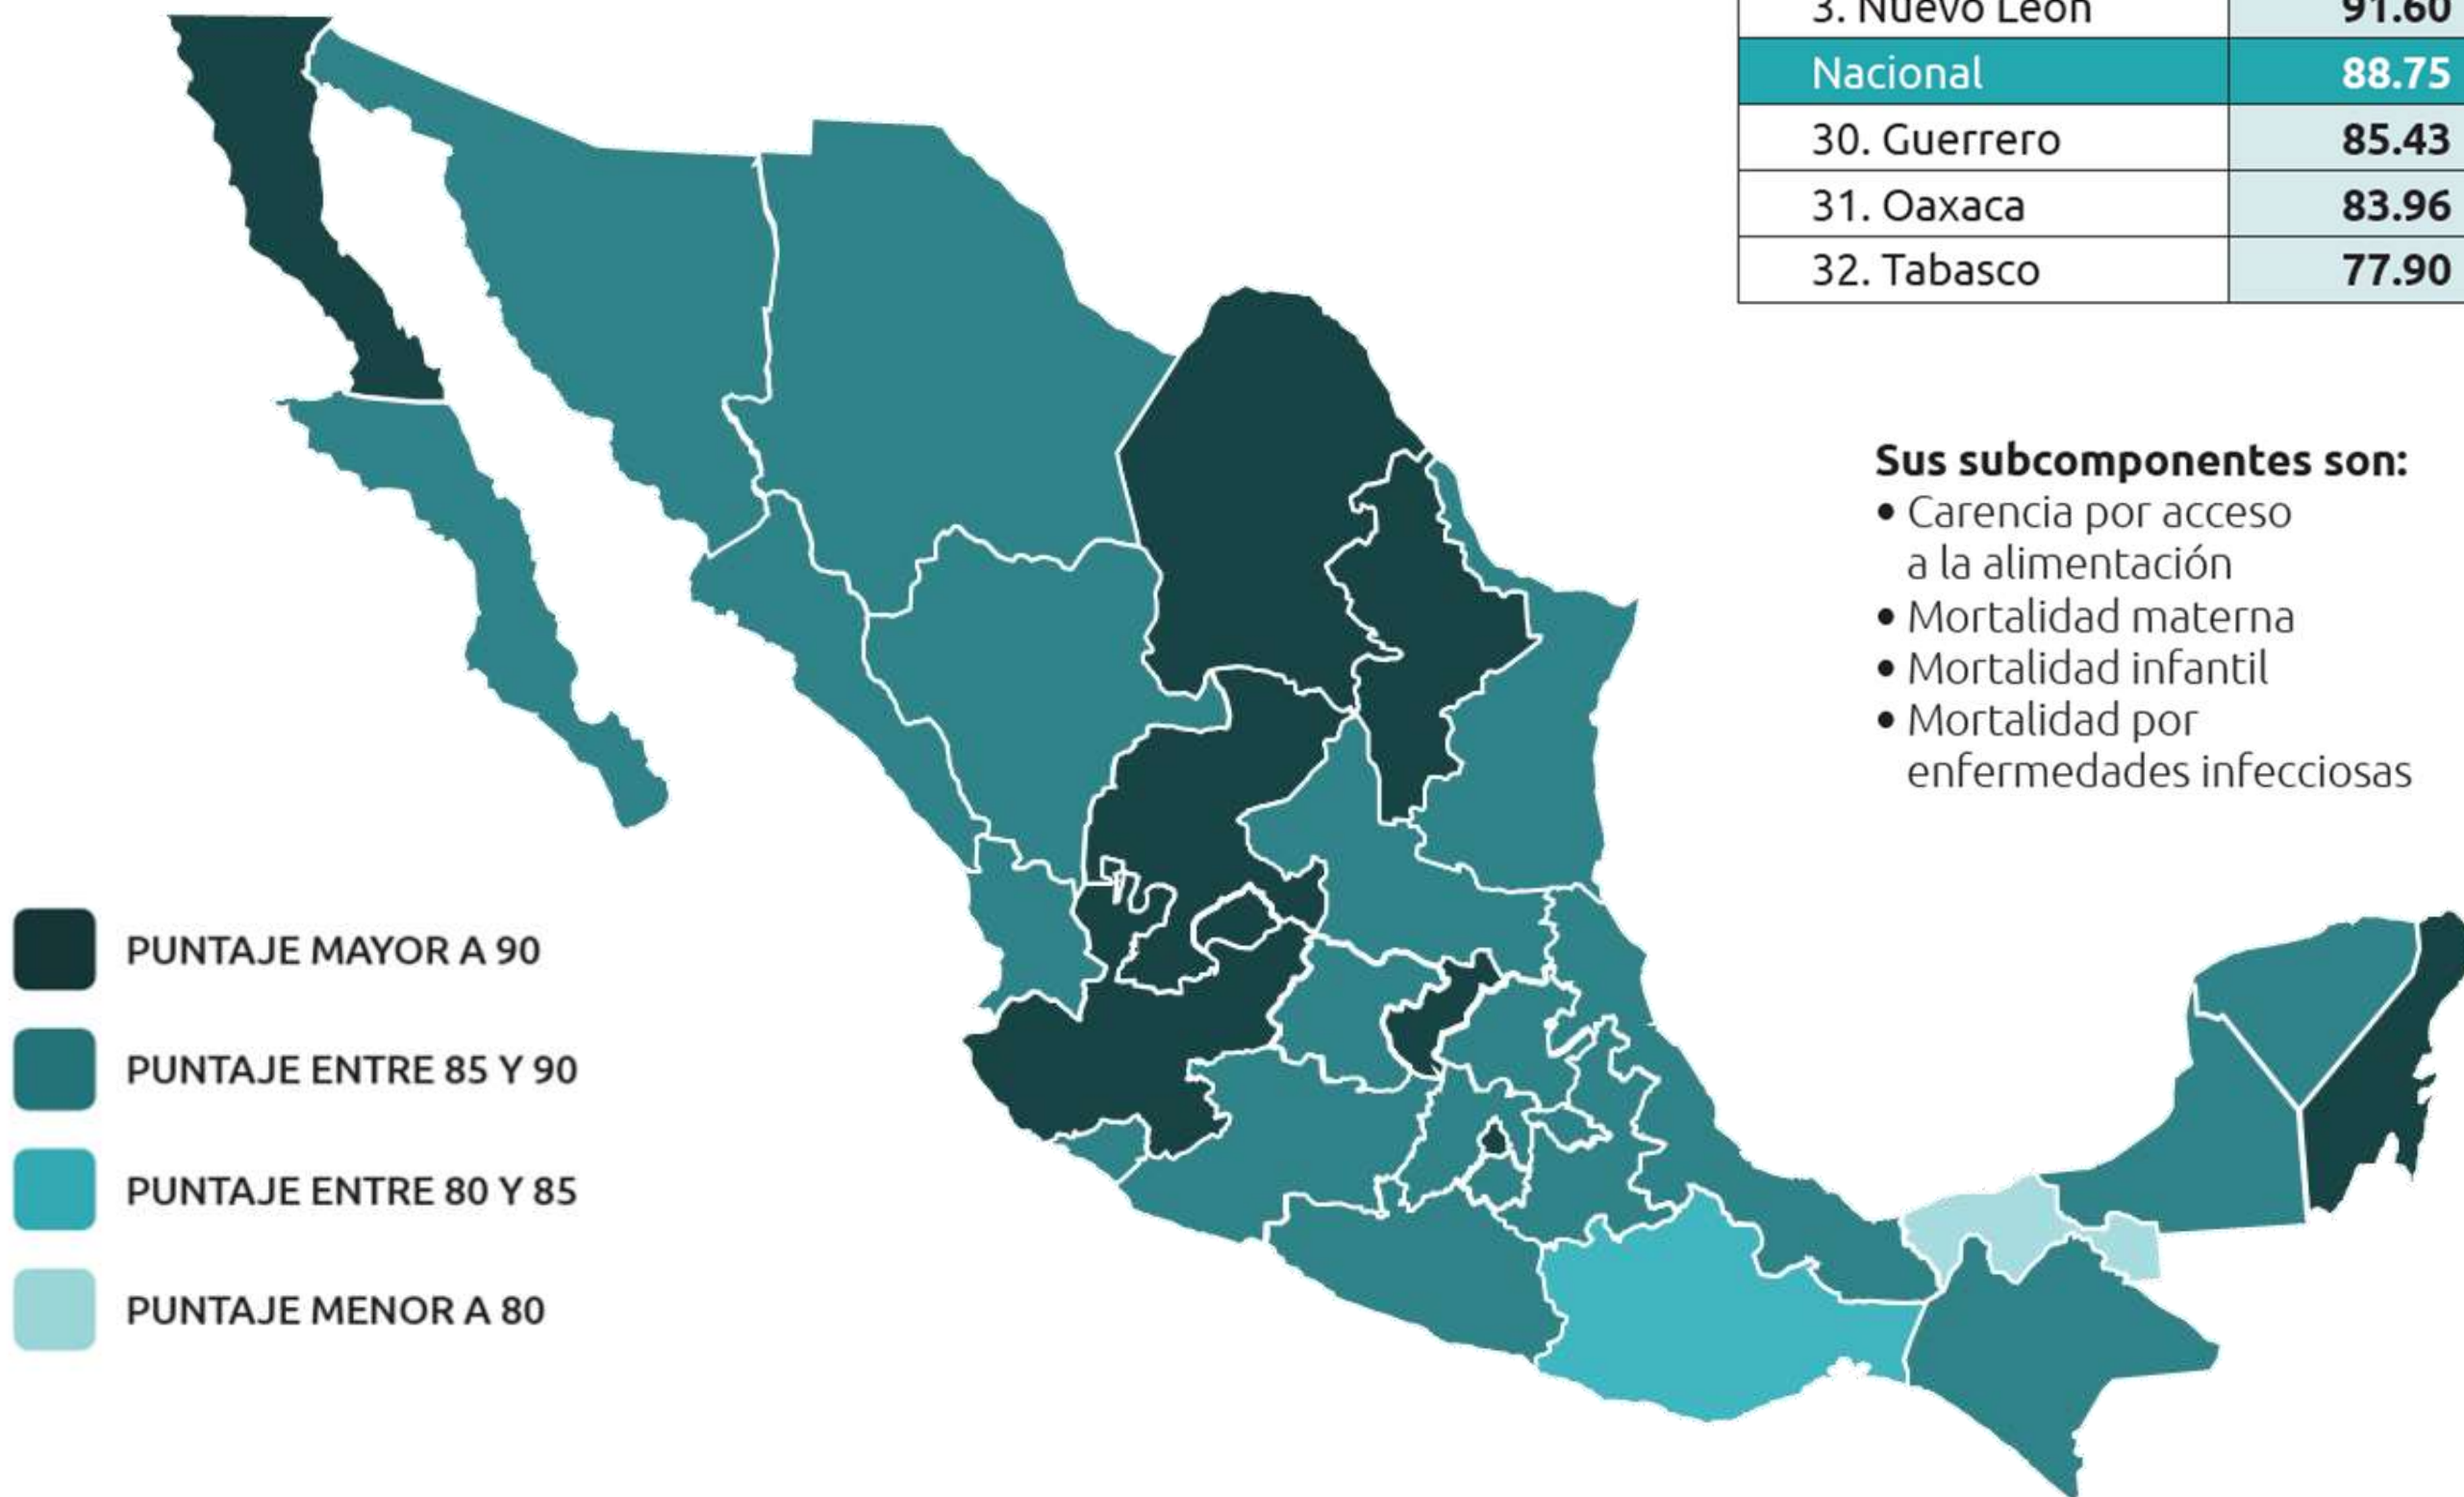 3. Nuevo León 91.60
Nacional 88.75
30. Guerrero 85.43
31. Oaxaca 83.96
32. Tabasco 77.90
Sus subcomponentes son:
• Carencia por acceso
a la alimentación
• Mortalidad materna
• Mortalidad infantil
• Mortalidad por
enfermedades infecciosas
PUNTAJE MAYOR A 90
PUNTAJE ENTRE 85 Y 90
PUNTAJE ENTRE 80 Y 85
PUNTAJE MENOR A 80